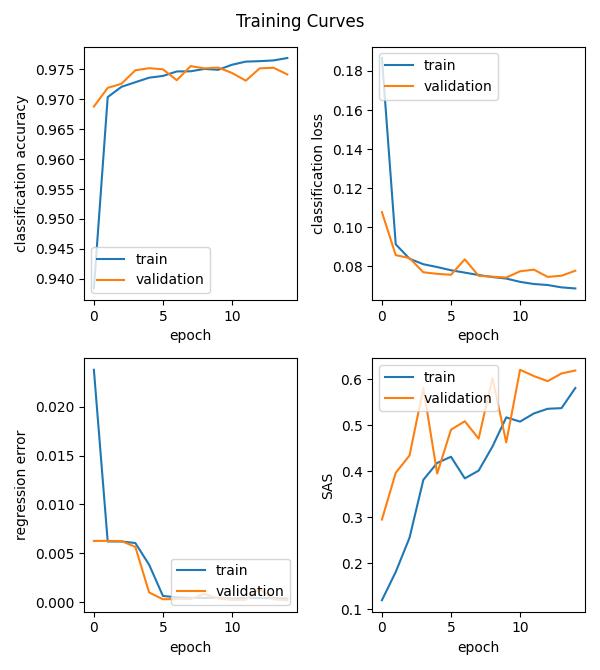 Training Curves
classification accuracy
0.975
0.970
0.965
0.960
0.955
0.950
0.945
0.940
train
validation
0
5
10
epoch
classification loss
0.18
0.16
0.14
0.12
0.10
0.08
train
validation
0
5
10
epoch
regression error
0.020
0.015
0.010
0.005
0.000
train
validation
0
5
10
epoch
SAS
0.6
0.5
0.4
0.3
0.2
0.1
train
validation
0
5
10
epoch